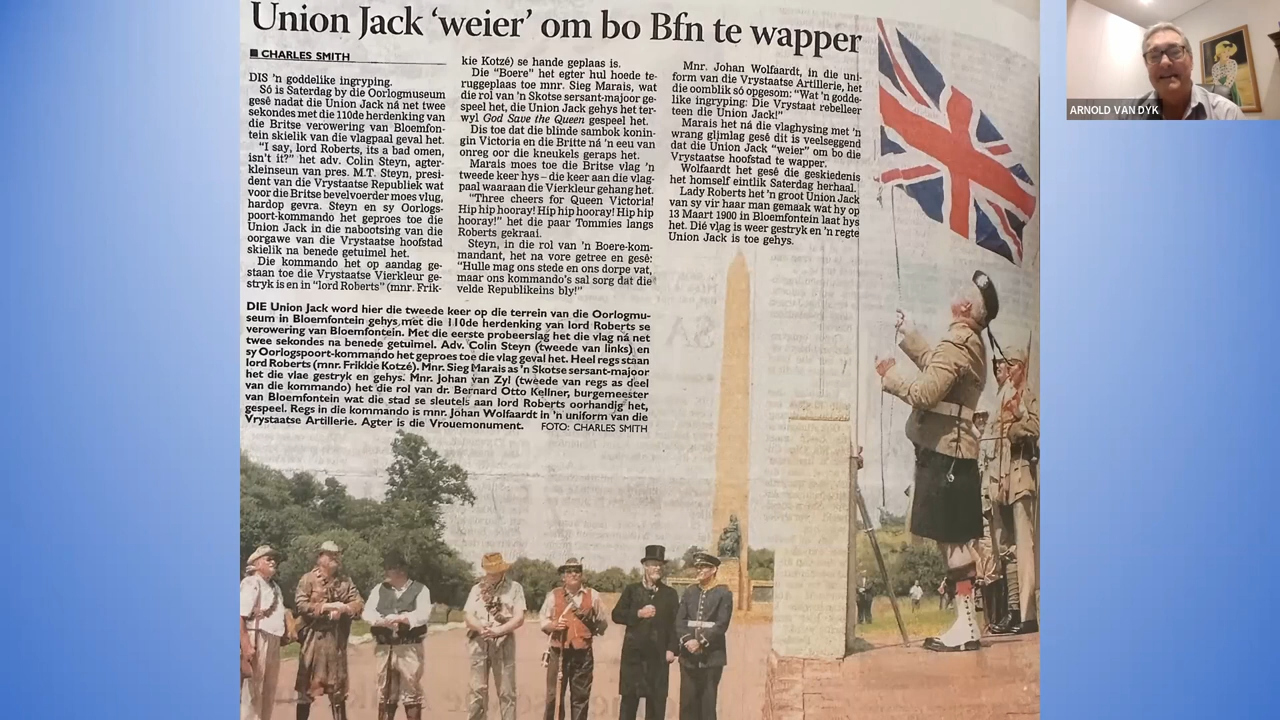 Union Jack ‘weier’ om bo Bfn te wapper
■ CHARLES SMITH
DIS ’n goddelike ingryping.
Só is Saterdag by die Oorlogmuseum
gesê nadat die Union Jack ná net twee
sekondes met die 110de herdenking van
die Britse verowering van Bloemfon-
tein skielik van die vlagpaal geval het.
“I say, lord Roberts, its a bad omen,
isn’t it?” het adv. Colin Steyn, agter-
kleinseun van pres. M.T. Steyn, presi-
dent van die Vrystaatse Republiek wat
voor die Britse bevelvoerder moes vlug,
hardop gevra. Steyn en sy Oorlogs-
poort-kommando het geproes toe die
Union Jack in die nabootsing van die
oorgawe van die Vrystaatse hoofstad
skielik na benede getuimel het.
Die kommando het op aandag ge-
staan toe die Vrystaatse Vierkleur ge-
stryk is en in “lord Roberts” (mnr. Frik-
kie Kotzé) se hande geplaas is.
Die “Boere” het egter hul hoede te-
ruggeplaas toe mnr. Sieg Marais, wat
die rol van ’n Skotse sersant-majoor ge-
speel het, die Union Jack gehys het ter-
wyl God Save the Queen gespeel het.
Dis toe dat die blinde sambok konin-
gin Victoria en die Britte ná ’n eeu van
onreg oor die kneukels geraps het.
Marais moes toe die Britse vlag ’n
tweede keer hys – die keer aan die vlag-
paal waaraan die Vierkleur gehang het.
“Three cheers for Queen Victoria!
Hip hip hooray! Hip hip hooray! Hip hip
hooray!” het die paar Tommies langs
Roberts gekraai.
Steyn, in die rol van ’n Boere-kom-
mandant, het na vore getree en gesê:
“Hulle mag ons stede en ons dorpe vat,
maar ons kommando’s sal sorg dat die
velde Republikeins bly!”
Mnr. Johan Wolfaardt, in die uni-
form van die Vrystaatse Artillerie, het
die oomblik só opgesom: “Wat ’n godde-
like ingryping: Die Vrystaat rebelleer
teen die Union Jack!”
Marais het ná die vlaghysing met ’n
wrang glimlag gesê dit is veelseggend
dat die Union Jack “weier” om bo die
Vrystaatse hoofstad te wapper.
Wolfaardt het gesê die geskiedenis
het homself eintlik Saterdag herhaal.
Lady Roberts het ’n groot Union Jack
van sy vir haar man gemaak wat hy op
13 Maart 1900 in Bloemfontein laat hys
het. Dié vlag is weer gestryk en ’n regte
Union Jack is toe gehys.
DIE Union Jack word hier die tweede keer op die terrein van die Oorlogmu-
seum in Bloemfontein gehys met die 110de herdenking van lord Roberts se
verowering van Bloemfontein. Met die eerste probeerslag het die vlag ná net
twee sekondes na benede getuimel. Adv. Colin Steyn (tweede van links) en
sy Oorlogspoort-kommando het geproes toe die vlag geval het. Heel regs staan
lord Roberts (mnr. Frikkie Kotzé). Mnr. Sieg Marais as ’n Skotse sersant-majoor
het die vlae gestryk en gehys. Mnr. Johan van Zyl (tweede van regs as deel
van die kommando) het die rol van dr. Bernard Otto Kellner, burgemeester
van Bloemfontein wat die stad se sleutels aan lord Roberts oorhandig het,
gespeel. Regs in die kommando is mnr. Johan Wolfaardt in ’n uniform van die
Vrystaatse Artillerie. Agter is die Vrouemonument. FOTO: CHARLES SMITH
ARNOLD VAN DYK